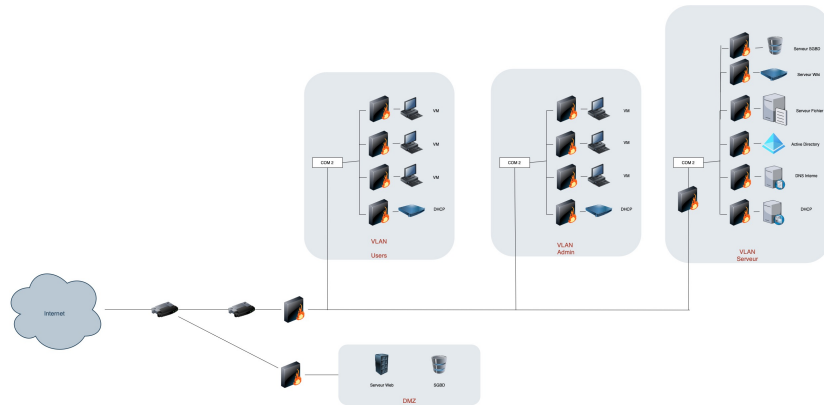 Serveur SGBD
Serveur Wiki
Serveur Fichier
Active Directory
DNS Interne
DHCP
COM 2
VLAN
Serveur
VM
VM
VM
DHCP
COM 2
VLAN
Users
VM
VM
VM
DHCP
COM 2
VLAN
Admin
Internet
Serveur Web
SGBD
DMZ